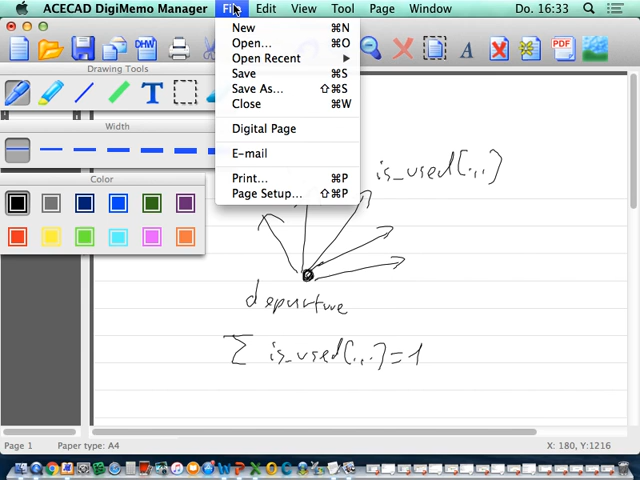 ACECAD DigiMemo Manager File Edit View Tool Page Window Do. 16:33
New ⌘N
Open... ⌘O
Open Recent
Save ⌘S
Save As... ⇧⌘S
Close ⌘W
Digital Page
E-mail
Print... ⌘P
Page Setup... ⇧⌘P
DHW
PDF
Drawing Tools
T
Width
Color
is_used[...]
departure
∑ is_used[...]=1
Page 1 Paper type: A4 X: 180, Y:1216